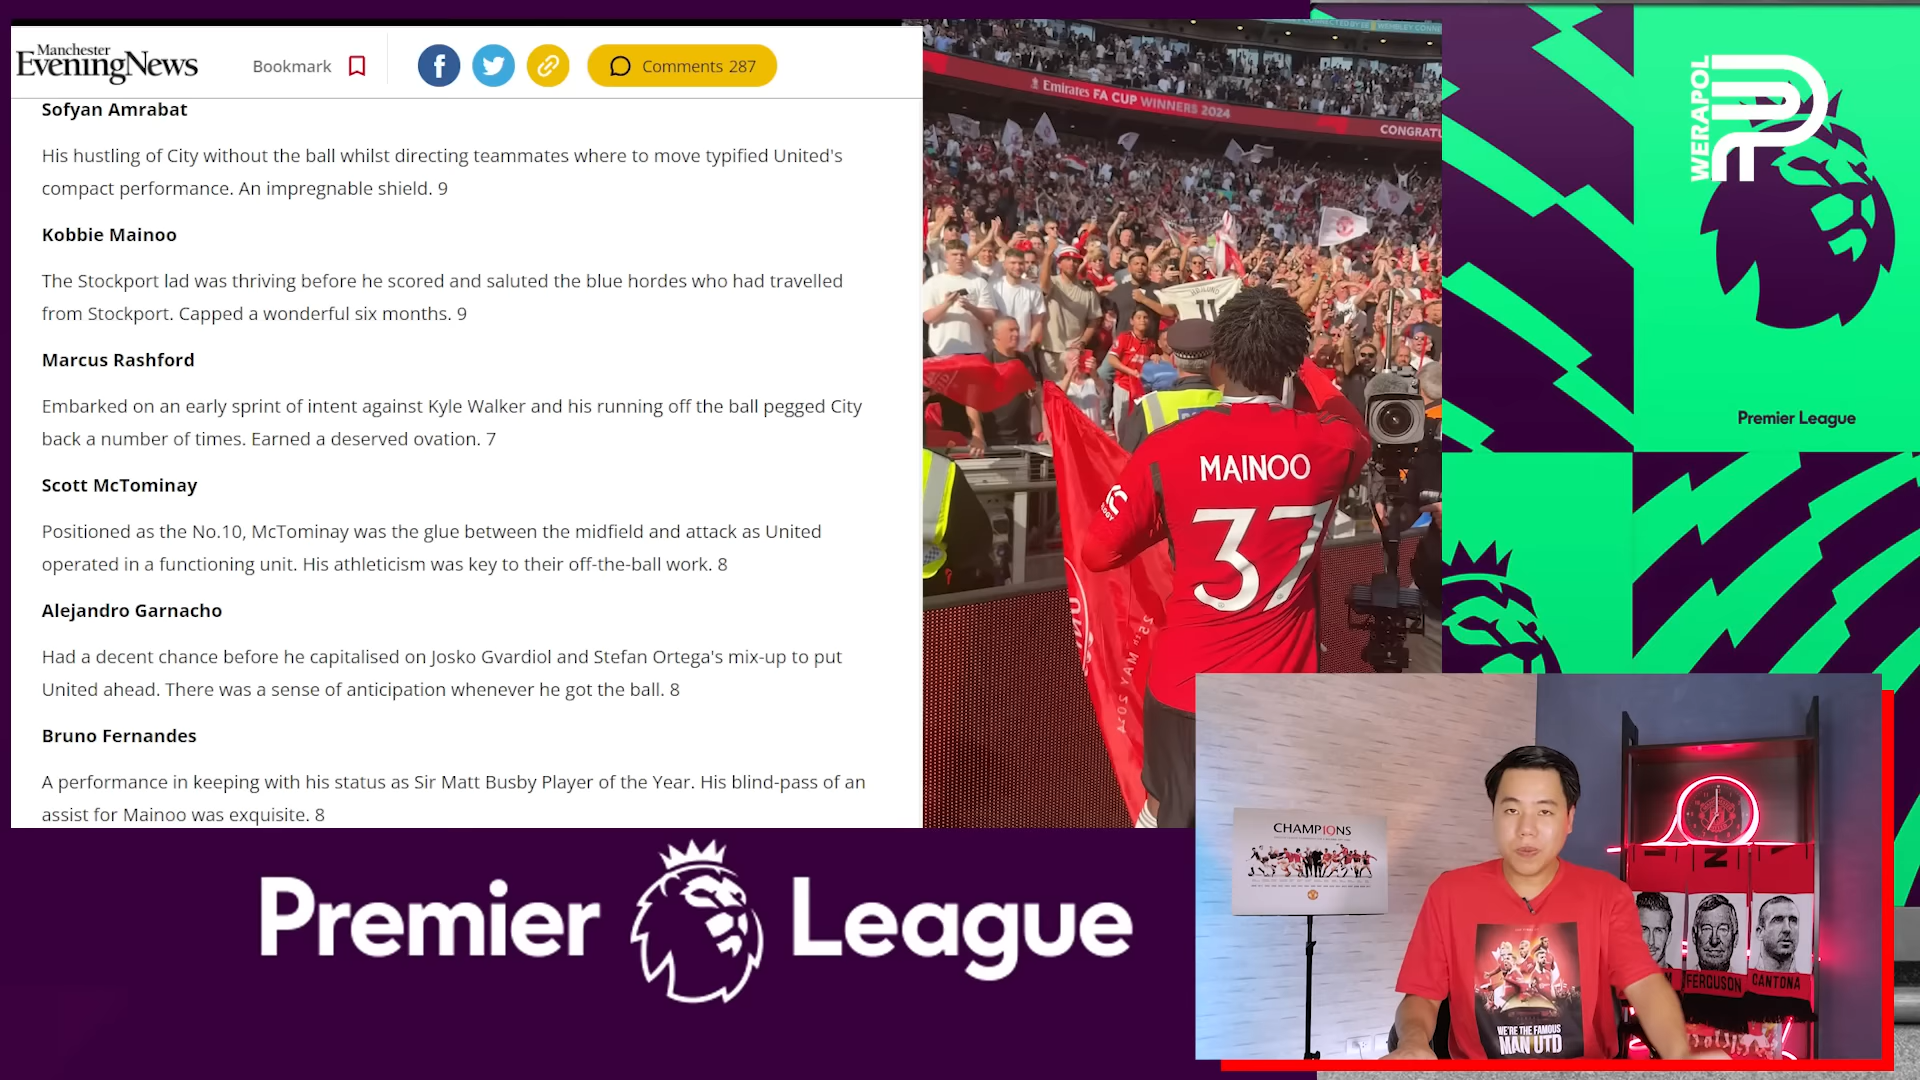 Manchester
Evening News
Bookmark
Comments 287
Sofyan Amrabat
His hustling of City without the ball whilst directing teammates where to move typified United's
compact performance. An impregnable shield. 9
Kobbie Mainoo
The Stockport lad was thriving before he scored and saluted the blue hordes who had travelled
from Stockport. Capped a wonderful six months. 9
Marcus Rashford
Embarked on an early sprint of intent against Kyle Walker and his running off the ball pegged City
back a number of times. Earned a deserved ovation. 7
Scott McTominay
Positioned as the No.10, McTominay was the glue between the midfield and attack as United
operated in a functioning unit. His athleticism was key to their off-the-ball work. 8
Alejandro Garnacho
Had a decent chance before he capitalised on Josko Gvardiol and Stefan Ortega's mix-up to put
United ahead. There was a sense of anticipation whenever he got the ball. 8
Bruno Fernandes
A performance in keeping with his status as Sir Matt Busby Player of the Year. His blind-pass of an
assist for Mainoo was exquisite. 8
Emirates FA CUP WINNERS 2024
CONGRATU
11
MAINOO
37
25th MAY 2024
WERAPOL
Premier League
Premier League
CHAMPIONS
FERGUSON
CANTONA
WE'RE THE FAMOUS
MAN UTD